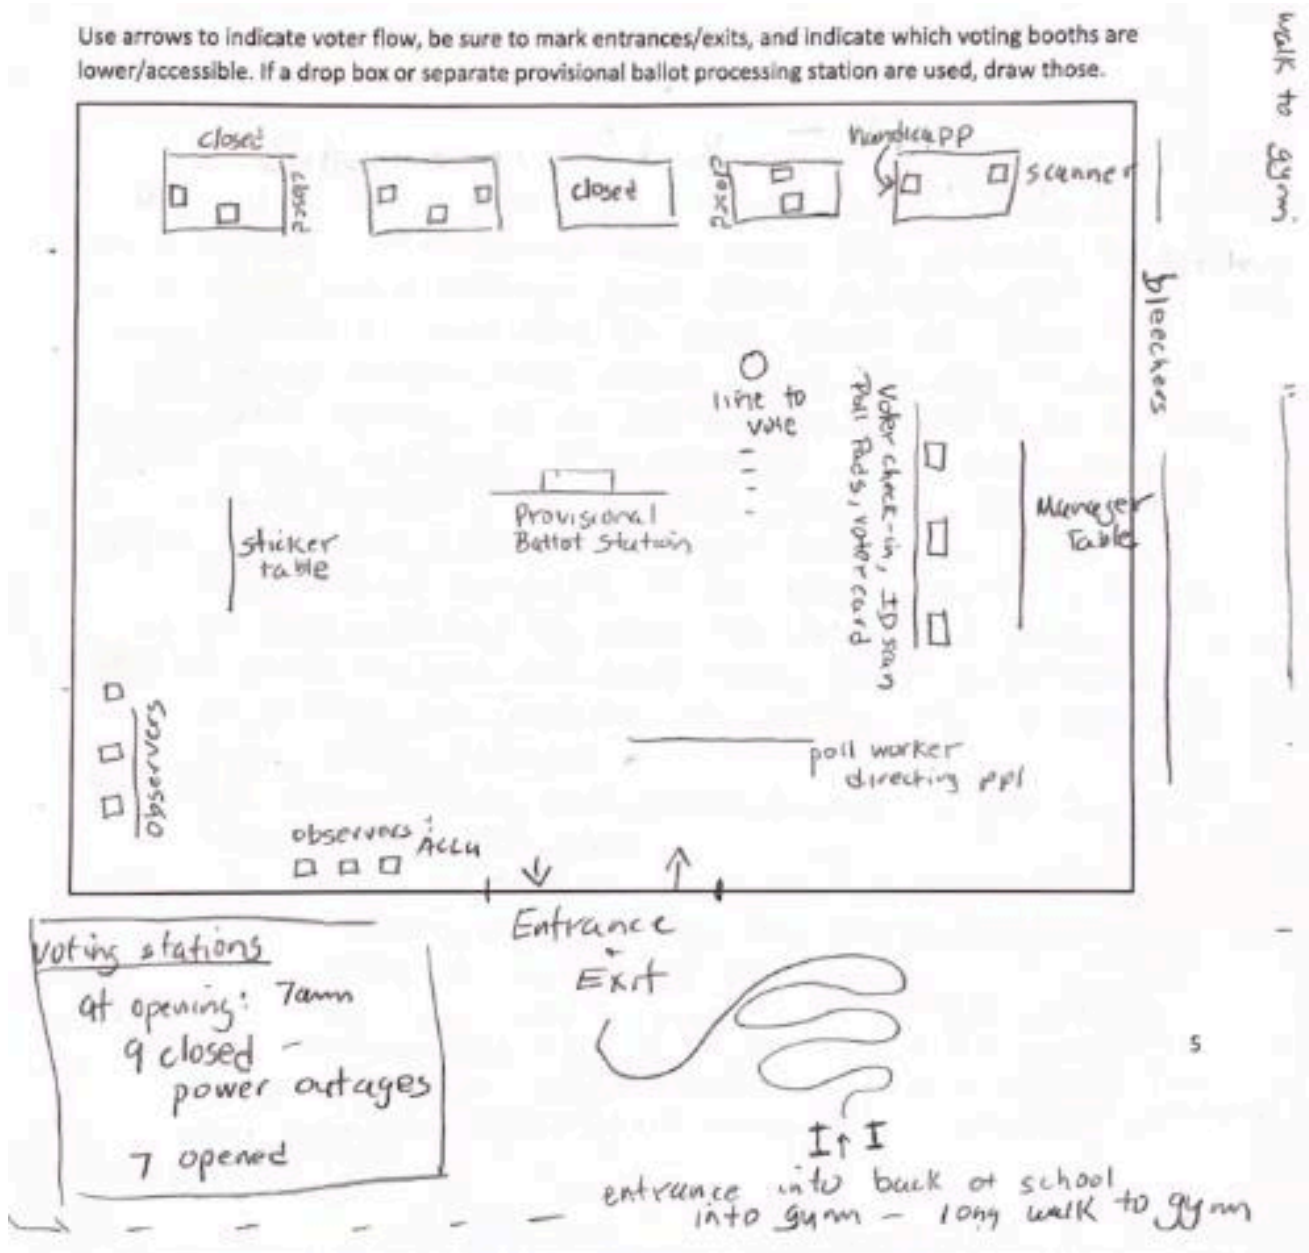 Use arrows to indicate voter flow, be sure to mark entrances/exits, and indicate which voting booths are
lower/accessible. If a drop box or separate provisional ballot processing station are used, draw those.
walk to gym
closed
closed
closed
closed
handicapp
scanner
bleechers
line to
vote
Voter check-in, ID scan
Poll Pads, voter card
Manager
Table
sticker
table
Provisional
Ballot Station
observers
poll worker
directing ppl
observers:
ACLU
Entrance
+
Exit
voting stations
at opening: 7am
9 closed -
power outages
7 opened
5
entrance into back of school
into gym - long walk to gym